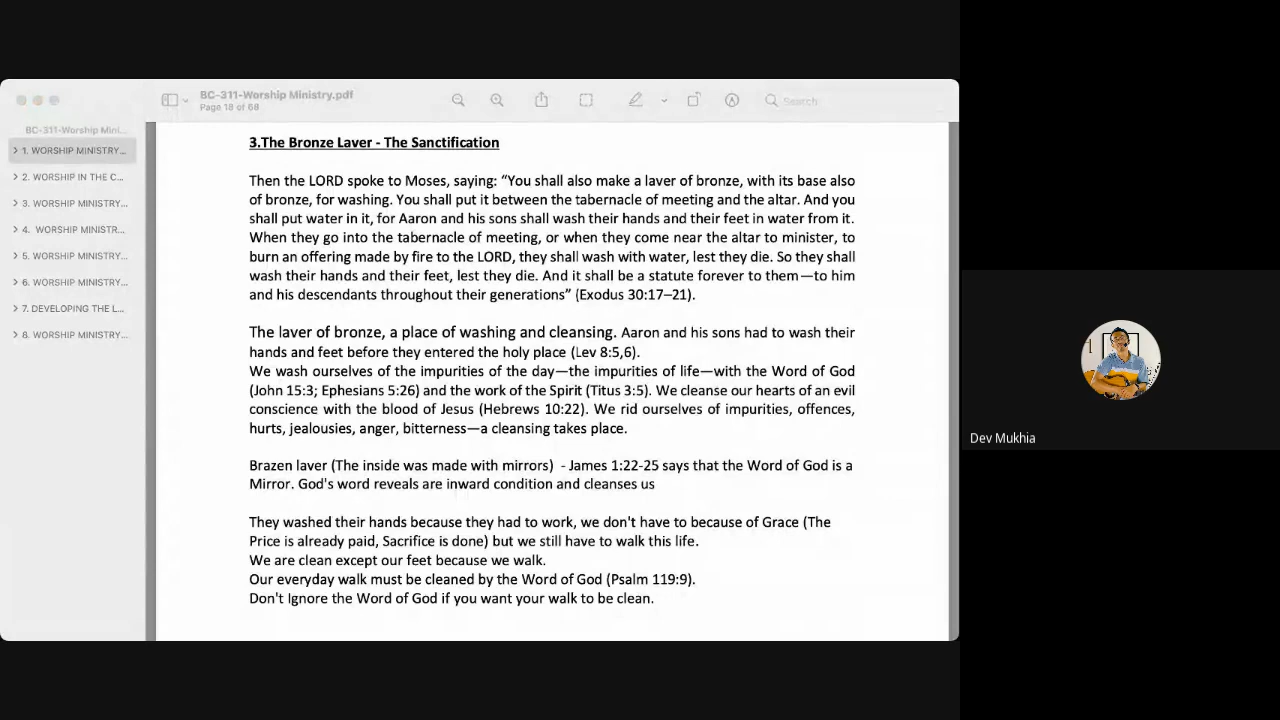 BC-311-Worship Ministry.pdf
Page 18 of 68
Search
BC-311-Worship Mini...
1. WORSHIP MINISTRY...
2. WORSHIP IN THE C...
3. WORSHIP MINISTRY...
4. WORSHIP MINISTR...
5. WORSHIP MINISTRY...
6. WORSHIP MINISTRY...
7. DEVELOPING THE L...
8. WORSHIP MINISTRY...
3.The Bronze Laver - The Sanctification
Then the LORD spoke to Moses, saying: “You shall also make a laver of bronze, with its base also
of bronze, for washing. You shall put it between the tabernacle of meeting and the altar. And you
shall put water in it, for Aaron and his sons shall wash their hands and their feet in water from it.
When they go into the tabernacle of meeting, or when they come near the altar to minister, to
burn an offering made by fire to the LORD, they shall wash with water, lest they die. So they shall
wash their hands and their feet, lest they die. And it shall be a statute forever to them—to him
and his descendants throughout their generations” (Exodus 30:17–21).
The laver of bronze, a place of washing and cleansing. Aaron and his sons had to wash their
hands and feet before they entered the holy place (Lev 8:5,6).
We wash ourselves of the impurities of the day—the impurities of life—with the Word of God
(John 15:3; Ephesians 5:26) and the work of the Spirit (Titus 3:5). We cleanse our hearts of an evil
conscience with the blood of Jesus (Hebrews 10:22). We rid ourselves of impurities, offences,
hurts, jealousies, anger, bitterness—a cleansing takes place.
Brazen laver (The inside was made with mirrors) - James 1:22-25 says that the Word of God is a
Mirror. God's word reveals are inward condition and cleanses us
They washed their hands because they had to work, we don't have to because of Grace (The
Price is already paid, Sacrifice is done) but we still have to walk this life.
We are clean except our feet because we walk.
Our everyday walk must be cleaned by the Word of God (Psalm 119:9).
Don't Ignore the Word of God if you want your walk to be clean.
Dev Mukhia